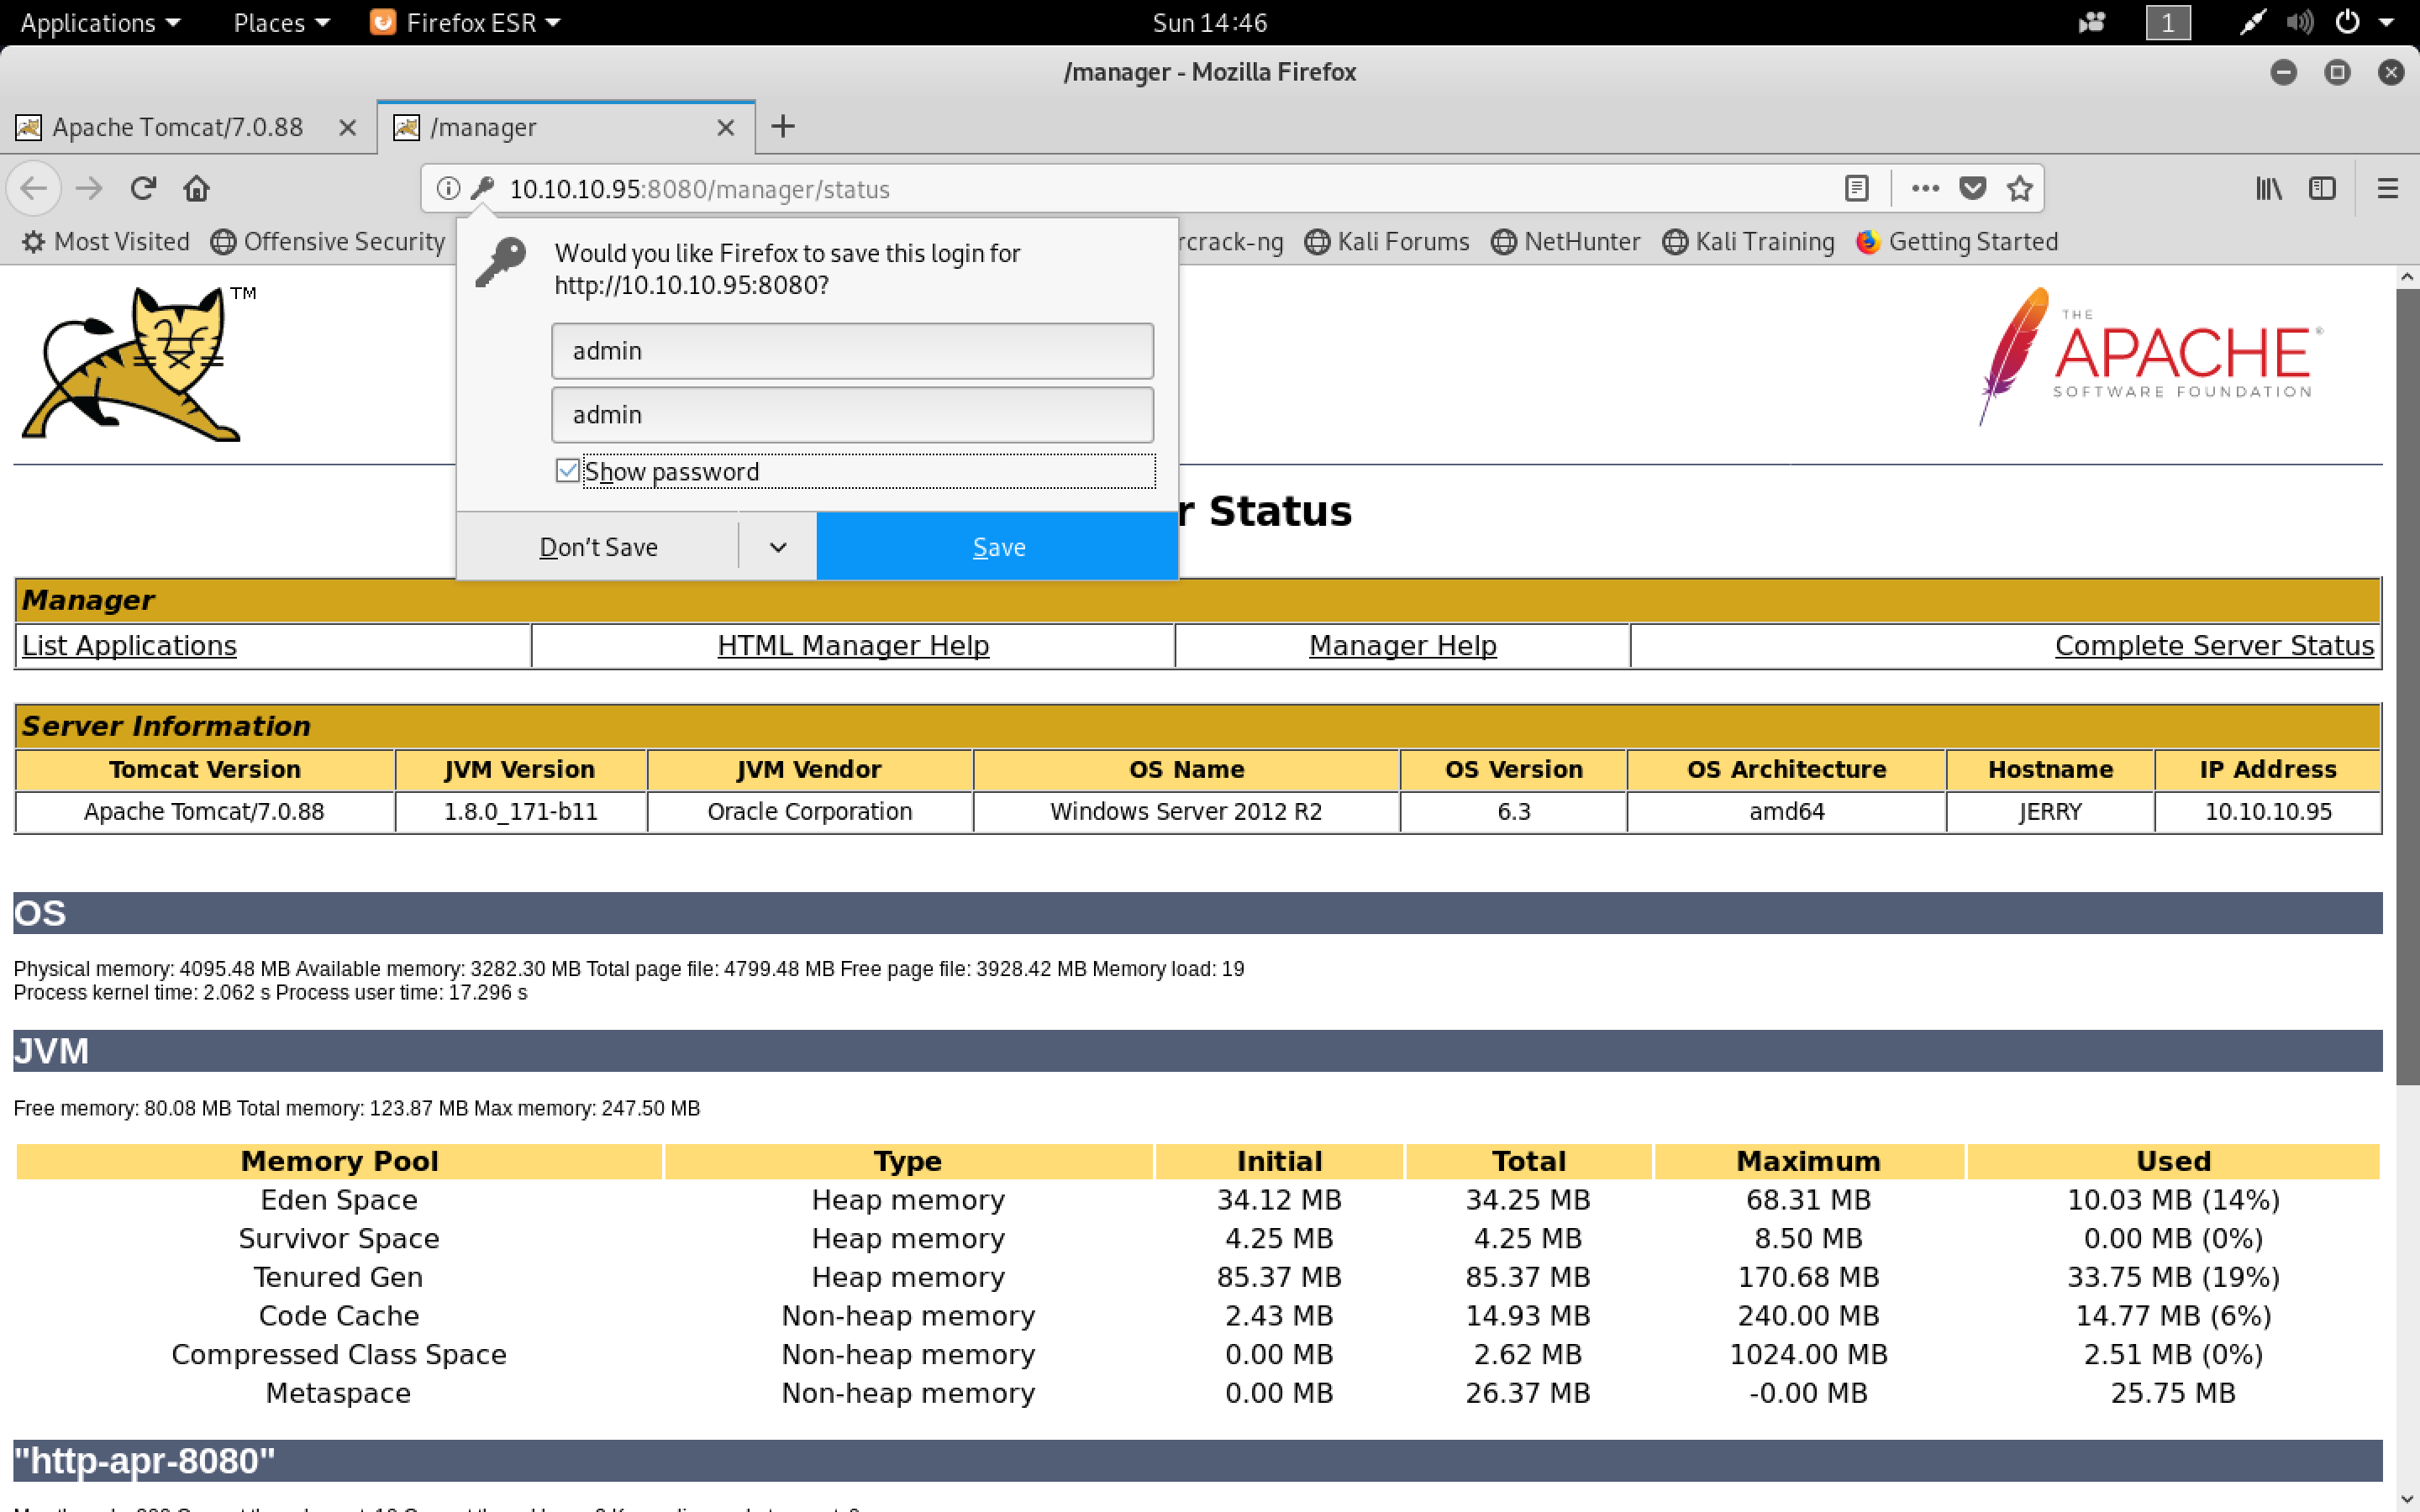 Applications Places Firefox ESR Sun 14:46 1
/manager - Mozilla Firefox
Apache Tomcat/7.0.88 /manager
10.10.10.95:8080/manager/status
Most Visited Offensive Security rcrack-ng Kali Forums NetHunter Kali Training Getting Started
Would you like Firefox to save this login for
http://10.10.10.95:8080?
admin
admin
Show password
Don't Save Save
TM
THE
APACHE®
SOFTWARE FOUNDATION
r Status
Manager
List Applications HTML Manager Help Manager Help Complete Server Status
Server Information
Tomcat Version JVM Version JVM Vendor OS Name OS Version OS Architecture Hostname IP Address
Apache Tomcat/7.0.88 1.8.0_171-b11 Oracle Corporation Windows Server 2012 R2 6.3 amd64 JERRY 10.10.10.95
OS
Physical memory: 4095.48 MB Available memory: 3282.30 MB Total page file: 4799.48 MB Free page file: 3928.42 MB Memory load: 19
Process kernel time: 2.062 s Process user time: 17.296 s
JVM
Free memory: 80.08 MB Total memory: 123.87 MB Max memory: 247.50 MB
Memory Pool Type Initial Total Maximum Used
Eden Space Heap memory 34.12 MB 34.25 MB 68.31 MB 10.03 MB (14%)
Survivor Space Heap memory 4.25 MB 4.25 MB 8.50 MB 0.00 MB (0%)
Tenured Gen Heap memory 85.37 MB 85.37 MB 170.68 MB 33.75 MB (19%)
Code Cache Non-heap memory 2.43 MB 14.93 MB 240.00 MB 14.77 MB (6%)
Compressed Class Space Non-heap memory 0.00 MB 2.62 MB 1024.00 MB 2.51 MB (0%)
Metaspace Non-heap memory 0.00 MB 26.37 MB -0.00 MB 25.75 MB
"http-apr-8080"